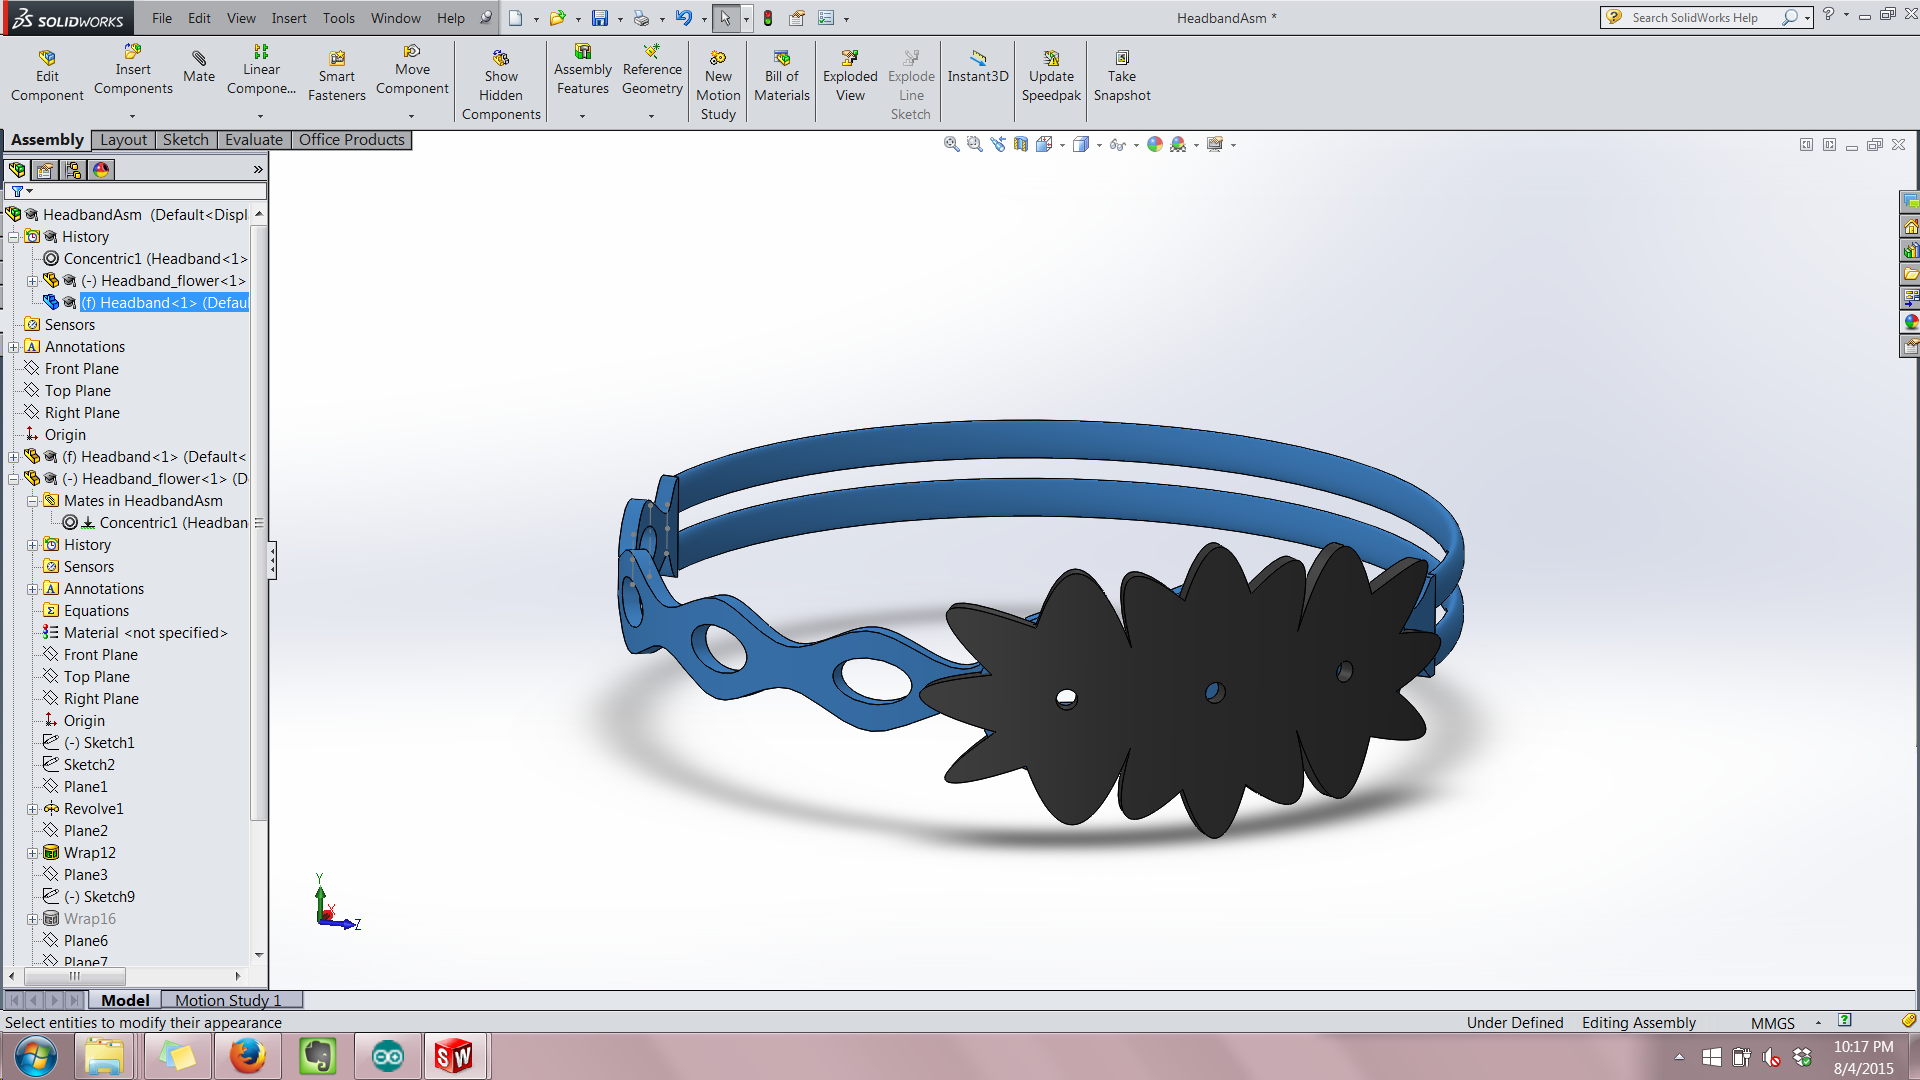 SOLIDWORKS File Edit View Insert Tools Window Help HeadbandAsm * Search SolidWorks Help ?
Edit Component
Insert Components
Mate
Linear Compone...
Smart Fasteners
Move Component
Show Hidden Components
Assembly Features
Reference Geometry
New Motion Study
Bill of Materials
Exploded View
Explode Line Sketch
Instant3D
Update Speedpak
Take Snapshot
Assembly Layout Sketch Evaluate Office Products
»
HeadbandAsm (Default<Displ
History
Concentric1 (Headband<1>
(-) Headband_flower<1>
(f) Headband<1> (Defaul
Sensors
Annotations
Front Plane
Top Plane
Right Plane
Origin
(f) Headband<1> (Default<
(-) Headband_flower<1> (D
Mates in HeadbandAsm
Concentric1 (Headban
History
Sensors
Annotations
Equations
Material <not specified>
Front Plane
Top Plane
Right Plane
Origin
(-) Sketch1
Sketch2
Plane1
Revolve1
Plane2
Wrap12
Plane3
(-) Sketch9
Wrap16
Plane6
Plane7
Y
X
Z
Model Motion Study 1
Select entities to modify their appearance Under Defined Editing Assembly MMGS
SW
10:17 PM
8/4/2015